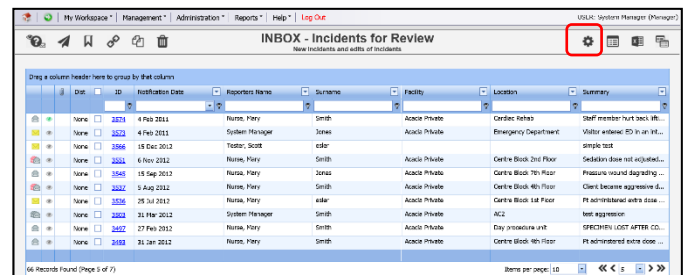 My Workspace | Management | Administration | Reports | Help | Log Out USER: System Manager (Manager)
INBOX - Incidents for Review
New Incidents and edits of Incidents
Drag a column header here to group by that column
Dist ID Notification Date Reporters Name Surname Facility Location Summary
None 3574 4 Feb 2011 Nurse, Mary Smith Acacia Private Cardiac Rehab Staff member hurt back lifti...
None 3573 4 Feb 2011 System Manager Jones Acacia Private Emergency Department Visitor entered ED in an int...
None 3566 15 Dec 2012 Tester, Scott esler simple test
None 3551 6 Nov 2012 Nurse, Mary Smith Acacia Private Centre Block 2nd Floor Sedation dose not adjusted...
None 3545 15 Sep 2012 Nurse, Mary Jones Acacia Private Centre Block 7th Floor Pressure wound degrading ...
None 3537 5 Aug 2012 Nurse, Mary Smith Acacia Private Centre Block 4th Floor Client became aggressive d...
None 3536 25 Jul 2012 Nurse, Mary esler Acacia Private Centre Block 1st Floor Pt administered extra dose ...
None 3503 31 Mar 2012 System Manager Smith Acacia Private AC2 test aggression
None 3497 27 Feb 2012 Nurse, Mary Smith Acacia Private Day procedure unit SPECIMEN LOST AFTER CO...
None 3493 31 Jan 2012 Nurse, Mary Smith Acacia Private Centre Block 4th Floor Pt adminstered extra dose ...
66 Records Found (Page 5 of 7) Items per page: 10 5